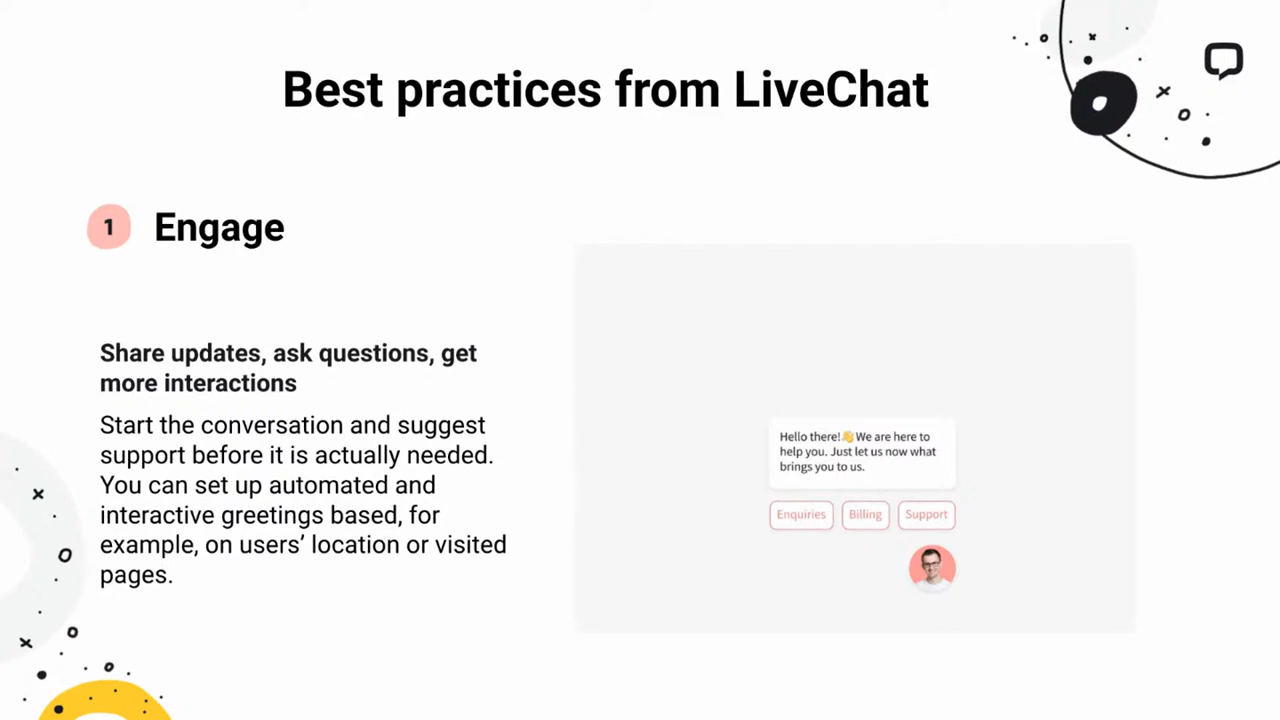 Best practices from LiveChat
1
Engage
Share updates, ask questions, get
more interactions
Start the conversation and suggest
support before it is actually needed.
You can set up automated and
interactive greetings based, for
example, on users’ location or visited
pages.
Hello there!👋We are here to
help you. Just let us now what
brings you to us.
Enquiries
Billing
Support